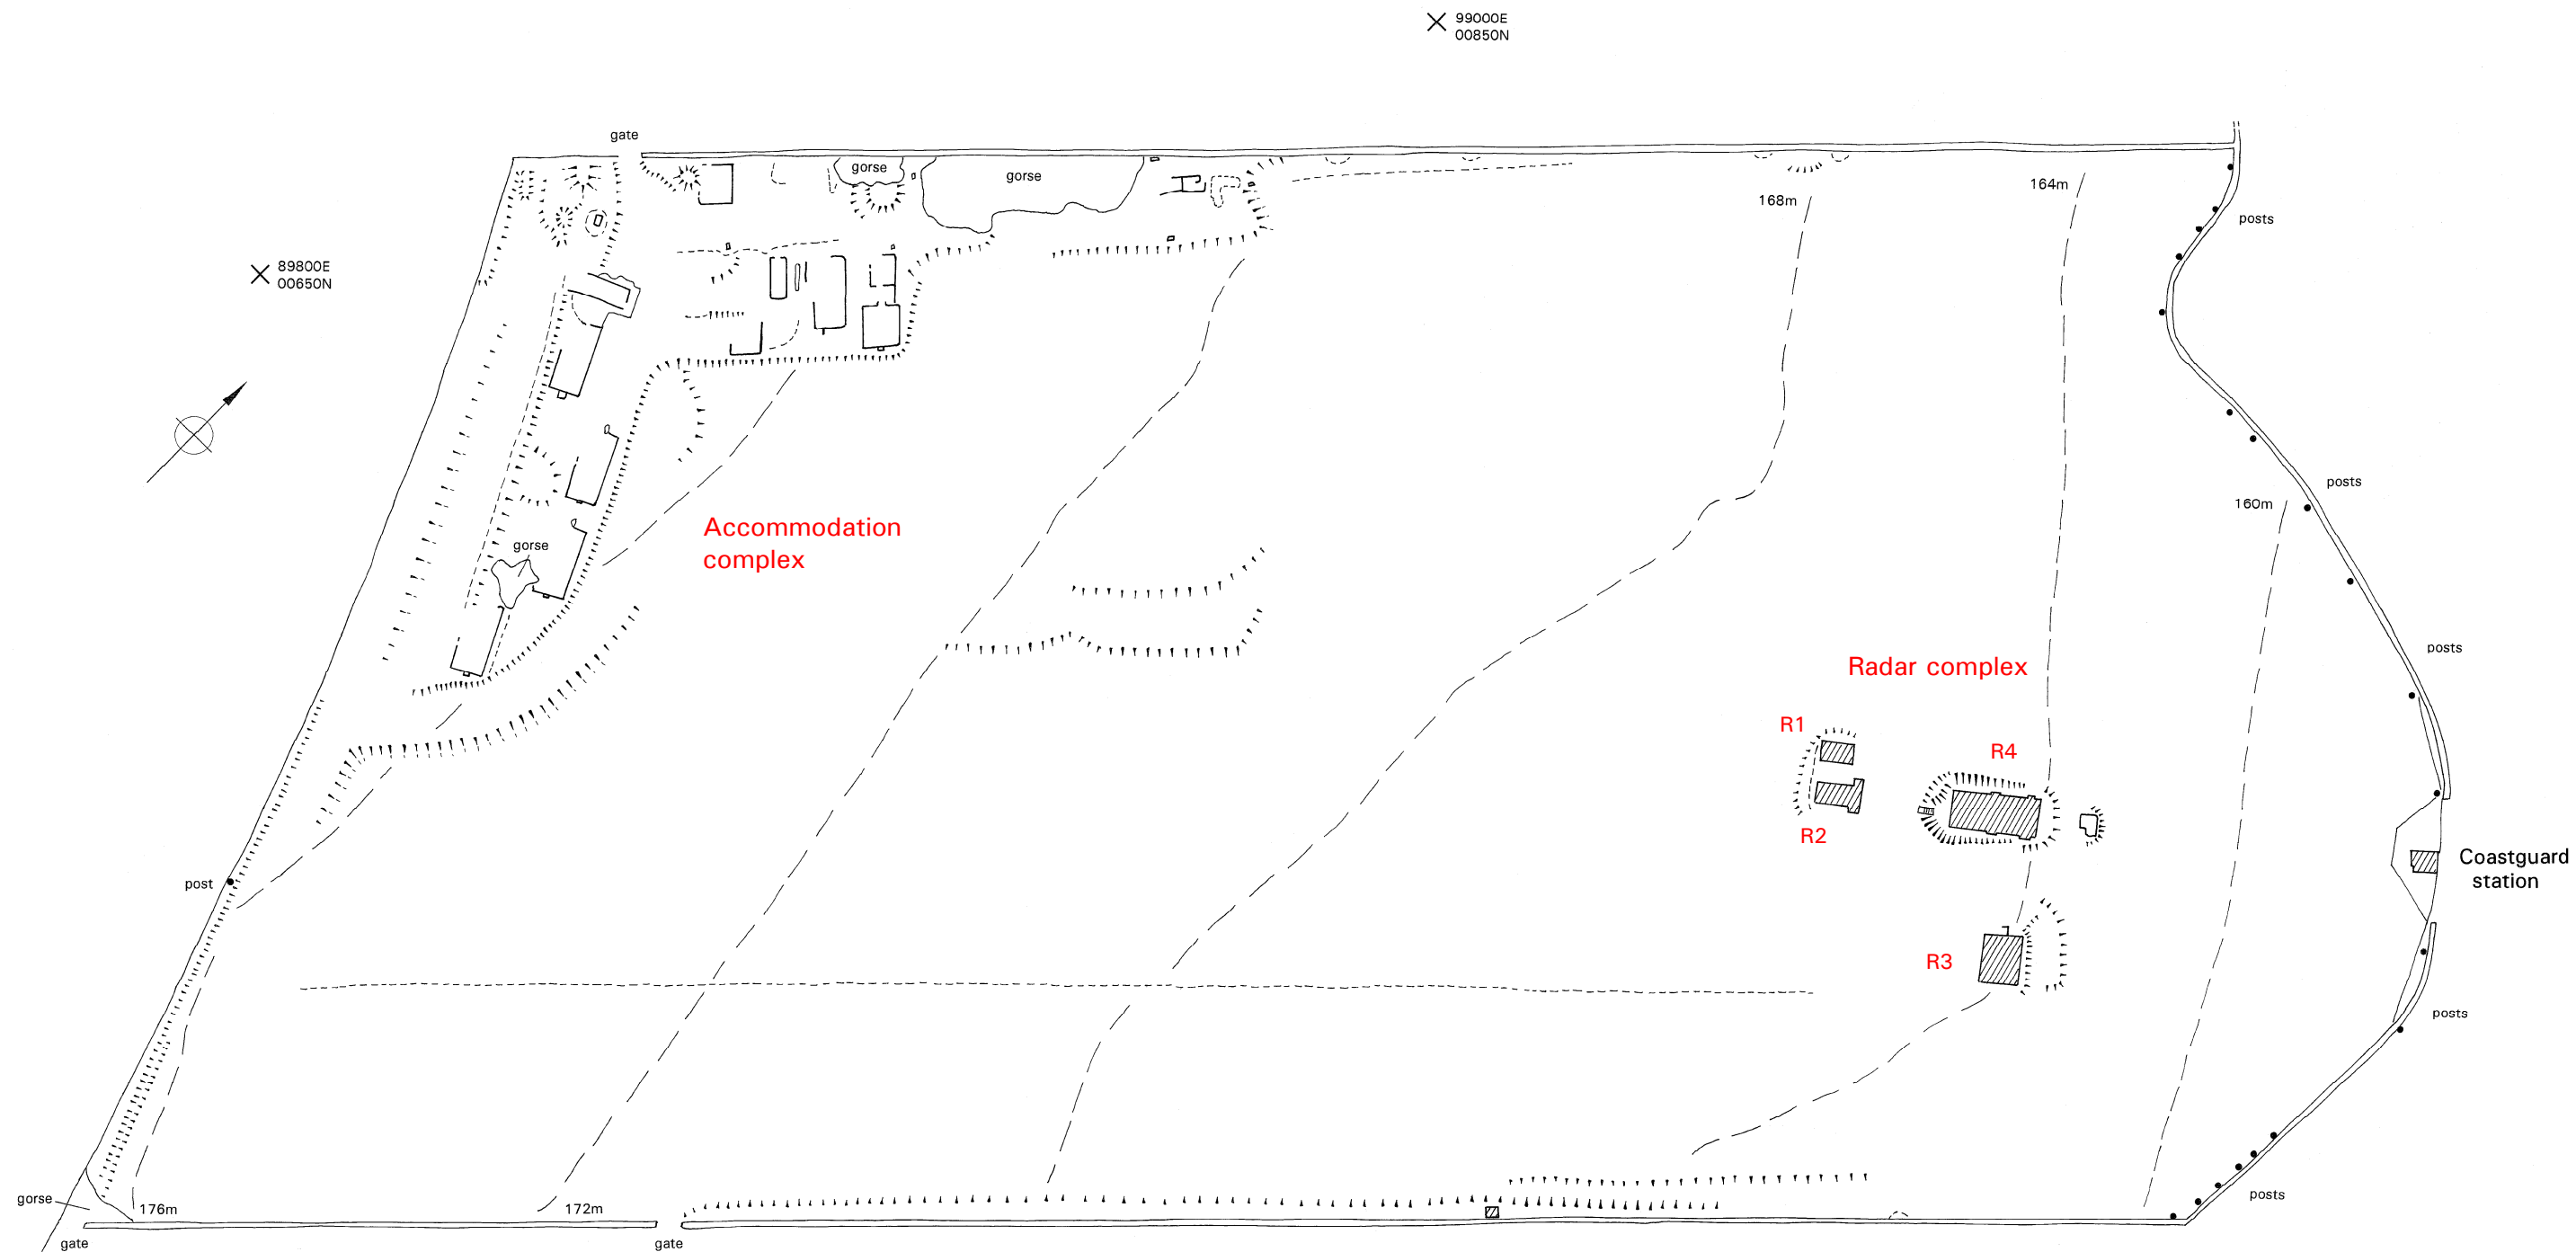 99000E
00850N
gate
gorse
gorse
164m
168m
posts
89800E
00650N
posts
160m
Accommodation
complex
gorse
posts
Radar complex
R1
R4
R2
Coastguard
station
post
R3
posts
gorse
176m
172m
posts
gate
gate